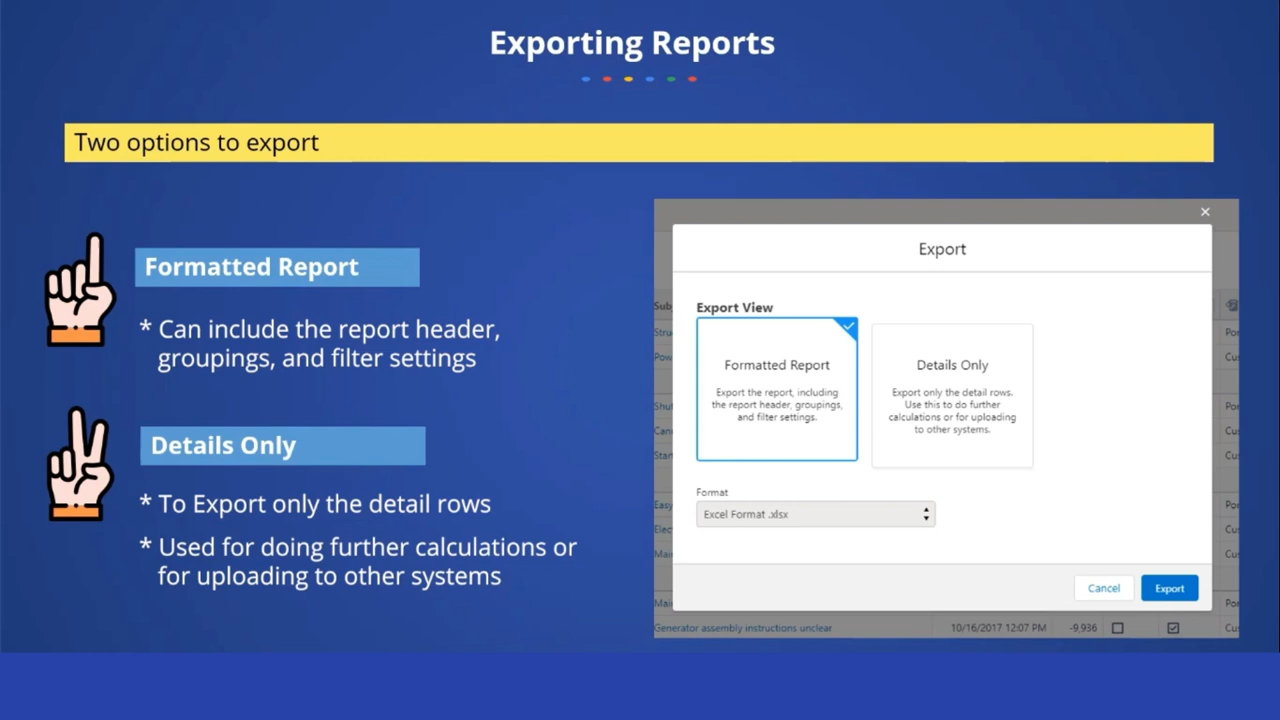 Exporting Reports
Two options to export
Formatted Report
* Can include the report header,
groupings, and filter settings
Details Only
* To Export only the detail rows
* Used for doing further calculations or
for uploading to other systems
Export
Export View
Formatted Report
Export the report, including
the report header, groupings,
and filter settings.
Details Only
Export only the detail rows.
Use this to do further
calculations or for uploading
to other systems.
Format
Excel Format .xlsx
Cancel
Export
Generator assembly instructions unclear 10/16/2017 12:07 PM -9,936